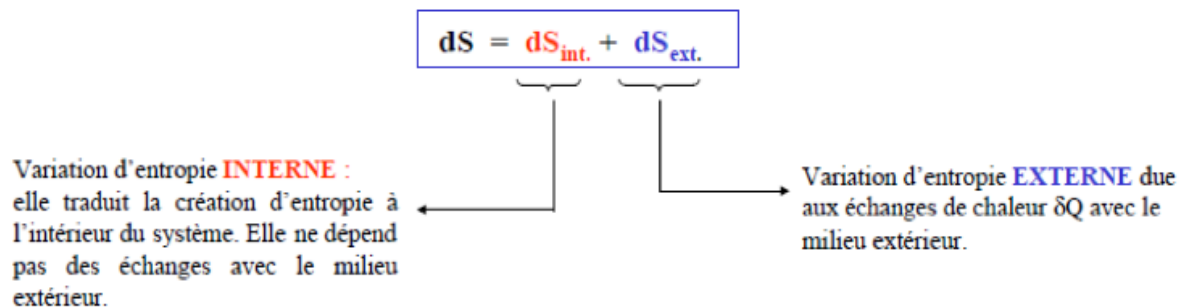 dS = dSint. + dSext.
Variation d'entropie INTERNE :
elle traduit la création d'entropie à
l'intérieur du système. Elle ne dépend
pas des échanges avec le milieu
extérieur.
Variation d'entropie EXTERNE due
aux échanges de chaleur δQ avec le
milieu extérieur.